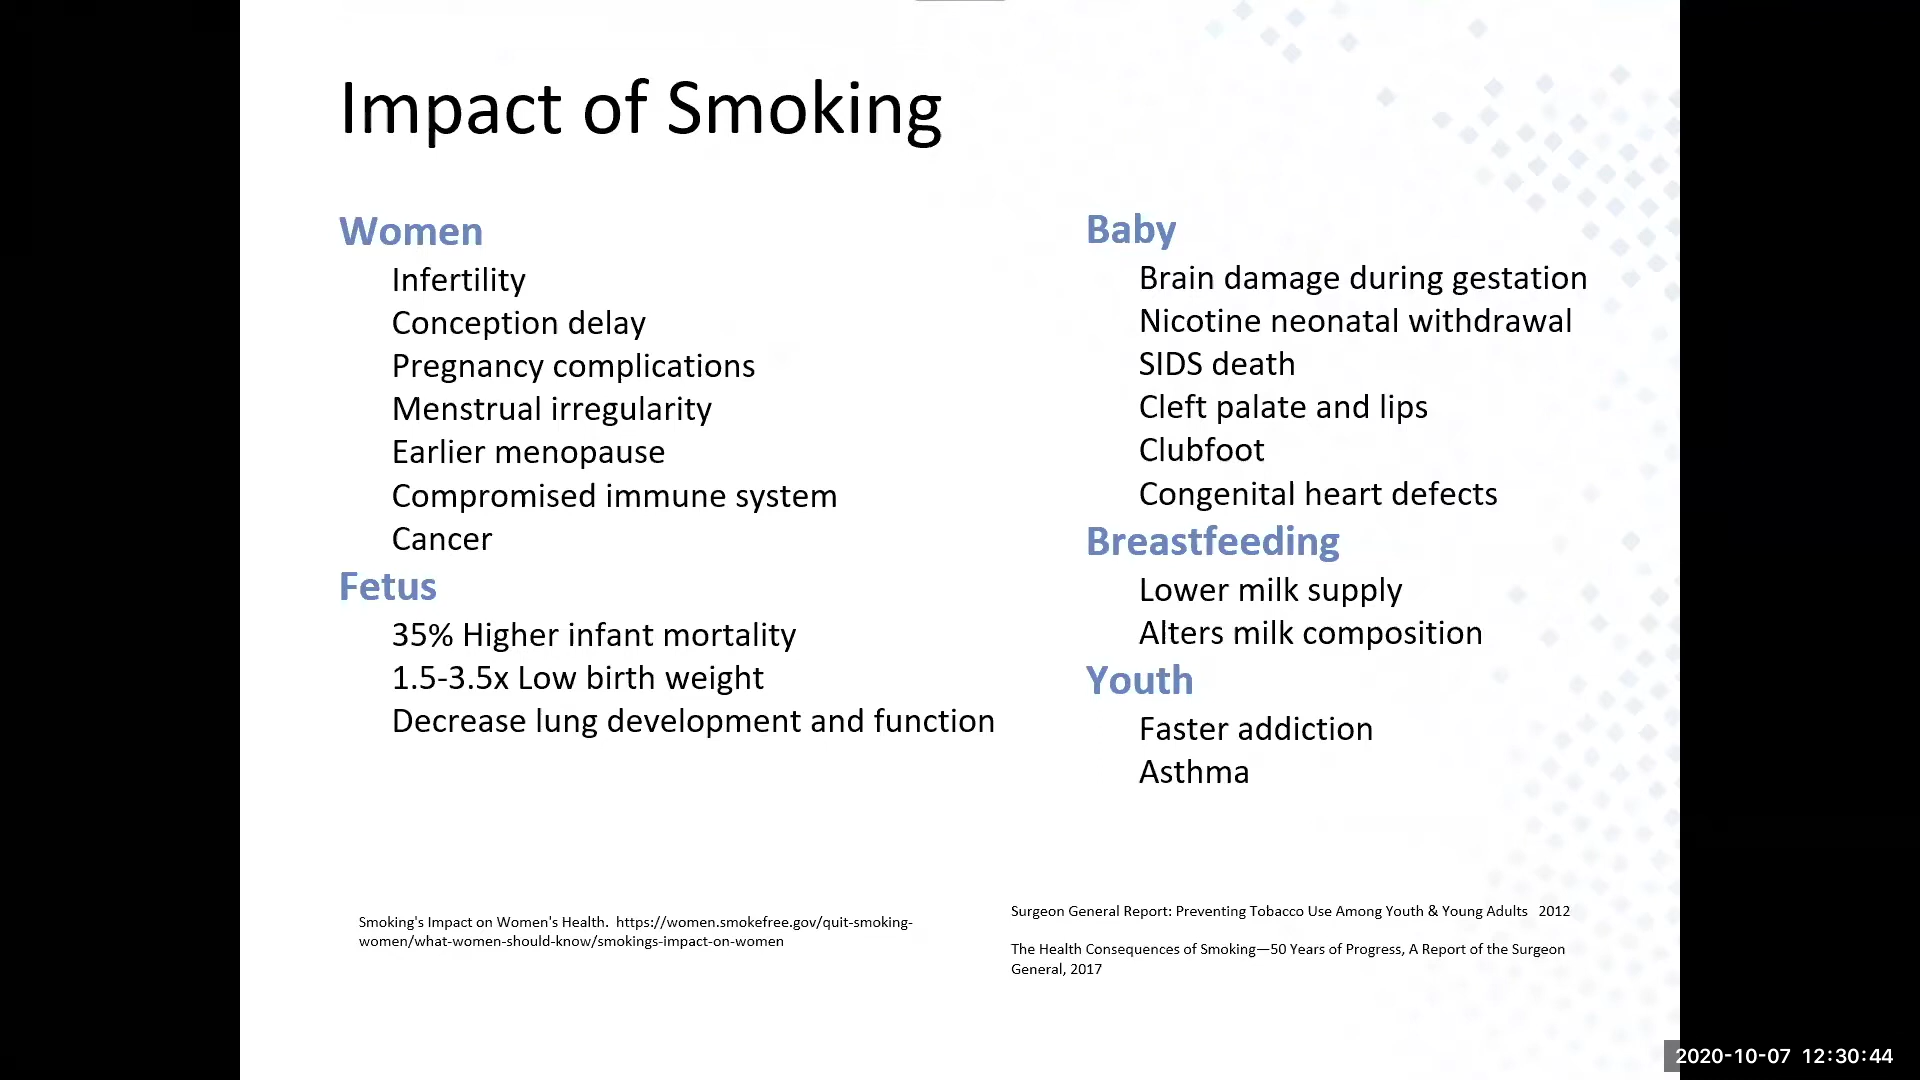 Impact of Smoking
Women
Infertility
Conception delay
Pregnancy complications
Menstrual irregularity
Earlier menopause
Compromised immune system
Cancer
Fetus
35% Higher infant mortality
1.5-3.5x Low birth weight
Decrease lung development and function
Baby
Brain damage during gestation
Nicotine neonatal withdrawal
SIDS death
Cleft palate and lips
Clubfoot
Congenital heart defects
Breastfeeding
Lower milk supply
Alters milk composition
Youth
Faster addiction
Asthma
Smoking's Impact on Women's Health.  https://women.smokefree.gov/quit-smoking-
women/what-women-should-know/smokings-impact-on-women
Surgeon General Report: Preventing Tobacco Use Among Youth & Young Adults   2012
The Health Consequences of Smoking—50 Years of Progress, A Report of the Surgeon
General, 2017
2020-10-07  12:30:44